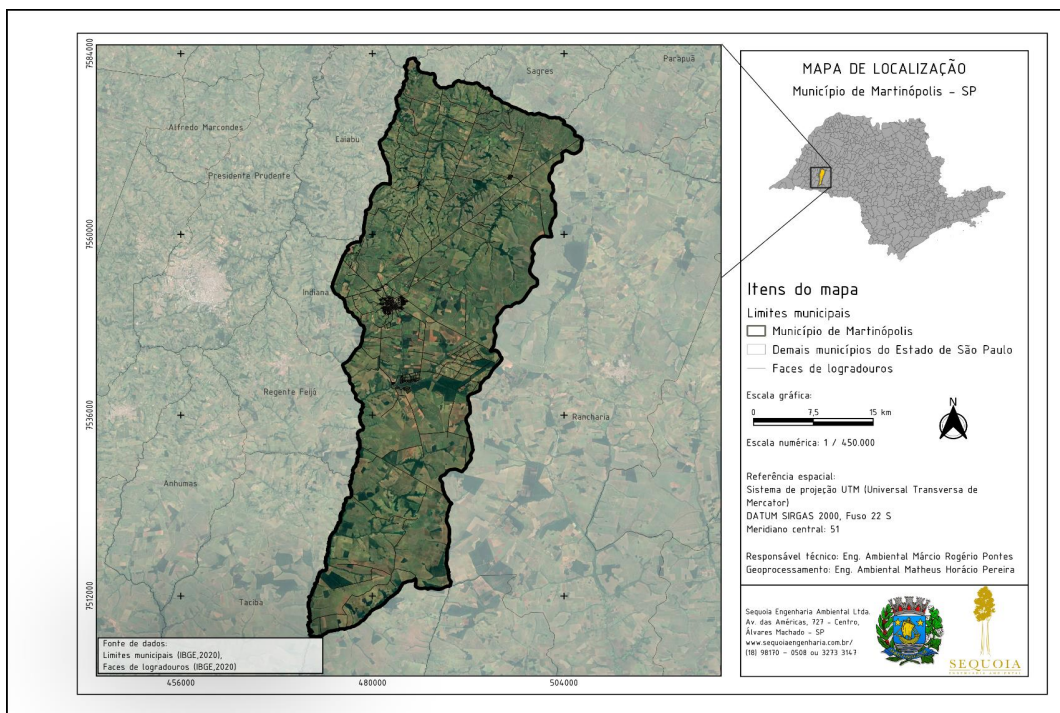 7584000
7560000
7536000
7512000
456000
480000
504000
Parapuã
Sagres
Alfredo Marcondes
Caiabu
Presidente Prudente
Indiana
Regente Feijó
Rancharia
Anhumas
Taciba
Fonte de dados:
Limites municipais (IBGE,2020),
Faces de logradouros (IBGE,2020)
MAPA DE LOCALIZAÇÃO
Município de Martinópolis - SP
Itens do mapa
Limites municipais
Município de Martinópolis
Demais municípios do Estado de São Paulo
Faces de logradouros
Escala gráfica:
0 7,5 15 km
N
Escala numérica: 1 / 450.000
Referência espacial:
Sistema de projeção UTM (Universal Transversa de
Mercator)
DATUM SIRGAS 2000, Fuso 22 S
Meridiano central: 51
Responsável técnico: Eng. Ambiental Márcio Rogério Pontes
Geoprocessamento: Eng. Ambiental Matheus Horácio Pereira
Sequoia Engenharia Ambiental Ltda.
Av. das Américas, 727 - Centro,
Álvares Machado - SP
www.sequoiaengenharia.com.br/
(18) 98170 - 0508 ou 3273 3147
SEQUOIA